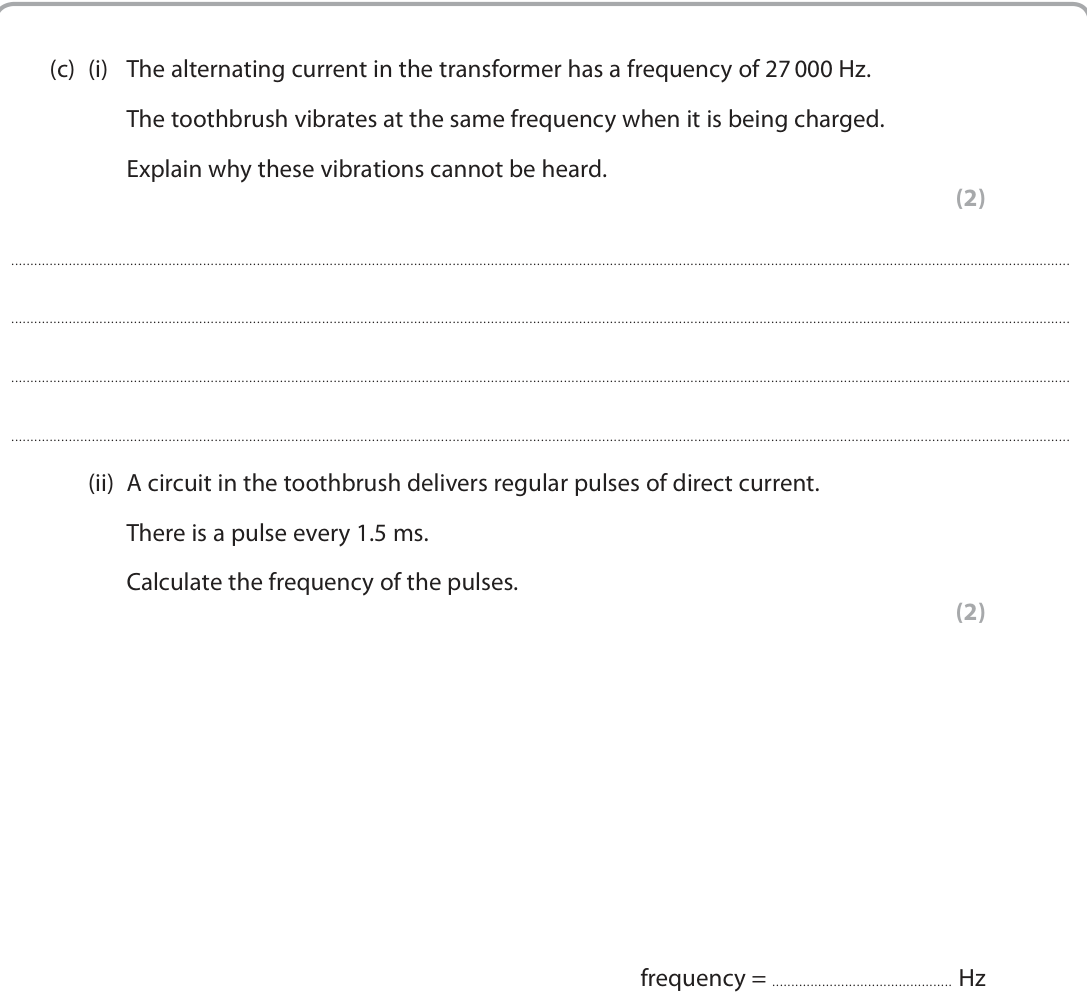 (c) (i) The alternating current in the transformer has a frequency of 27 000 Hz.
The toothbrush vibrates at the same frequency when it is being charged.
Explain why these vibrations cannot be heard.
(2)
(ii) A circuit in the toothbrush delivers regular pulses of direct current.
There is a pulse every 1.5 ms.
Calculate the frequency of the pulses.
(2)
frequency = ............................................... Hz